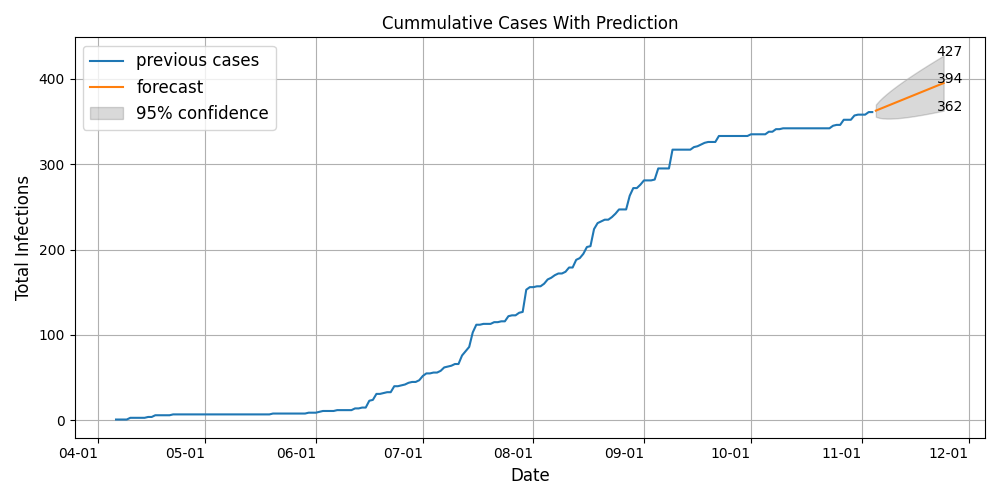 Cummulative Cases With Prediction
previous cases
forecast
95% confidence
427
394
362
400
300
200
100
0
Total Infections
04-01 05-01 06-01 07-01 08-01 09-01 10-01 11-01 12-01
Date